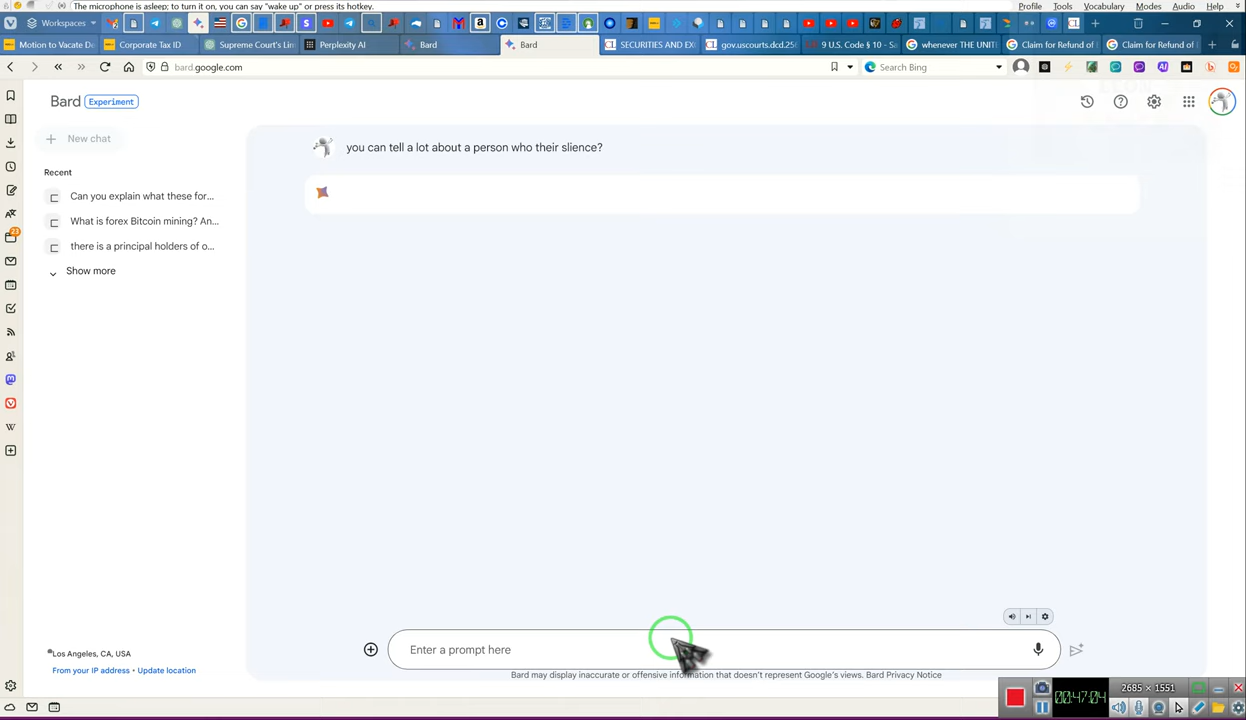 The microphone is asleep; to turn it on, you can say "wake up" or press its hotkey.
Profile Tools Vocabulary Modes Audio Help
Workspaces
Motion to Vacate De
Corporate Tax ID
Supreme Court's Lin
Perplexity AI
Bard
Bard
SECURITIES AND EX
gov.uscourts.dcd.25
9 U.S. Code § 10 - Sa
whenever THE UNIT
Claim for Refund of
Claim for Refund of
bard.google.com
Search Bing
Bard Experiment
New chat
Recent
Can you explain what these for...
What is forex Bitcoin mining? An...
there is a principal holders of o...
Show more
23
you can tell a lot about a person who their slience?
Enter a prompt here
Bard may display inaccurate or offensive information that doesn't represent Google's views. Bard Privacy Notice
Los Angeles, CA, USA
From your IP address • Update location
00:47:04
2685 × 1551